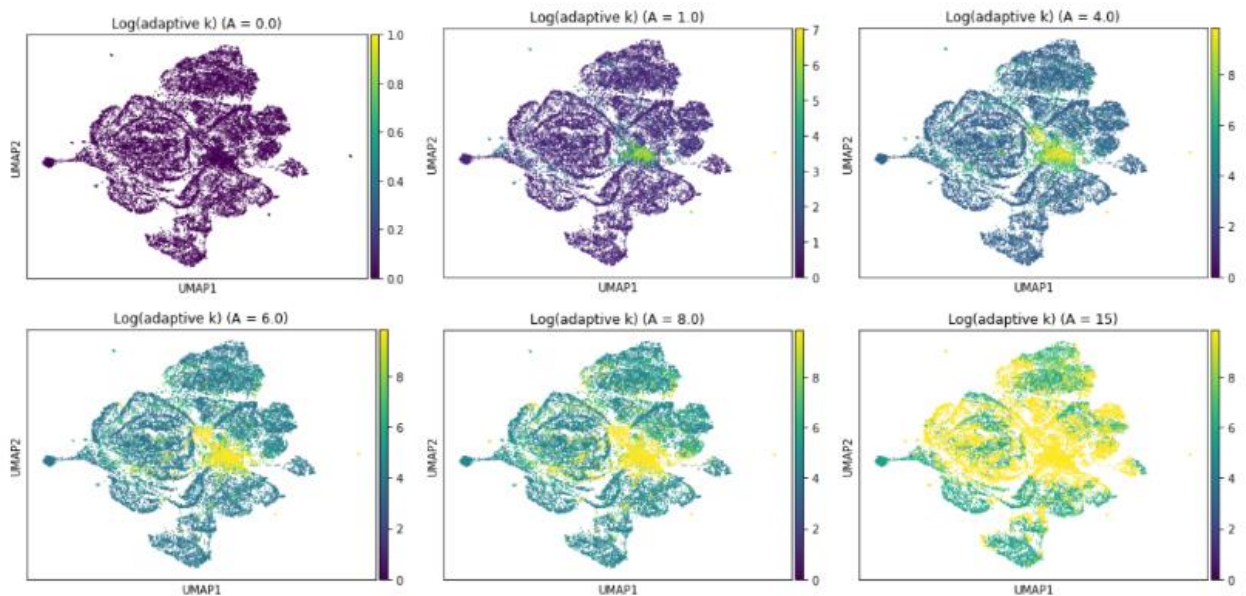 Log(adaptive k) (A = 0.0)
1.0
0.8
0.6
0.4
0.2
0.0
UMAP2
UMAP1
Log(adaptive k) (A = 1.0)
7
6
5
4
3
2
1
0
UMAP2
UMAP1
Log(adaptive k) (A = 4.0)
8
6
4
2
0
UMAP2
UMAP1
Log(adaptive k) (A = 6.0)
8
6
4
2
0
UMAP2
UMAP1
Log(adaptive k) (A = 8.0)
8
6
4
2
0
UMAP2
UMAP1
Log(adaptive k) (A = 15)
8
6
4
2
0
UMAP2
UMAP1